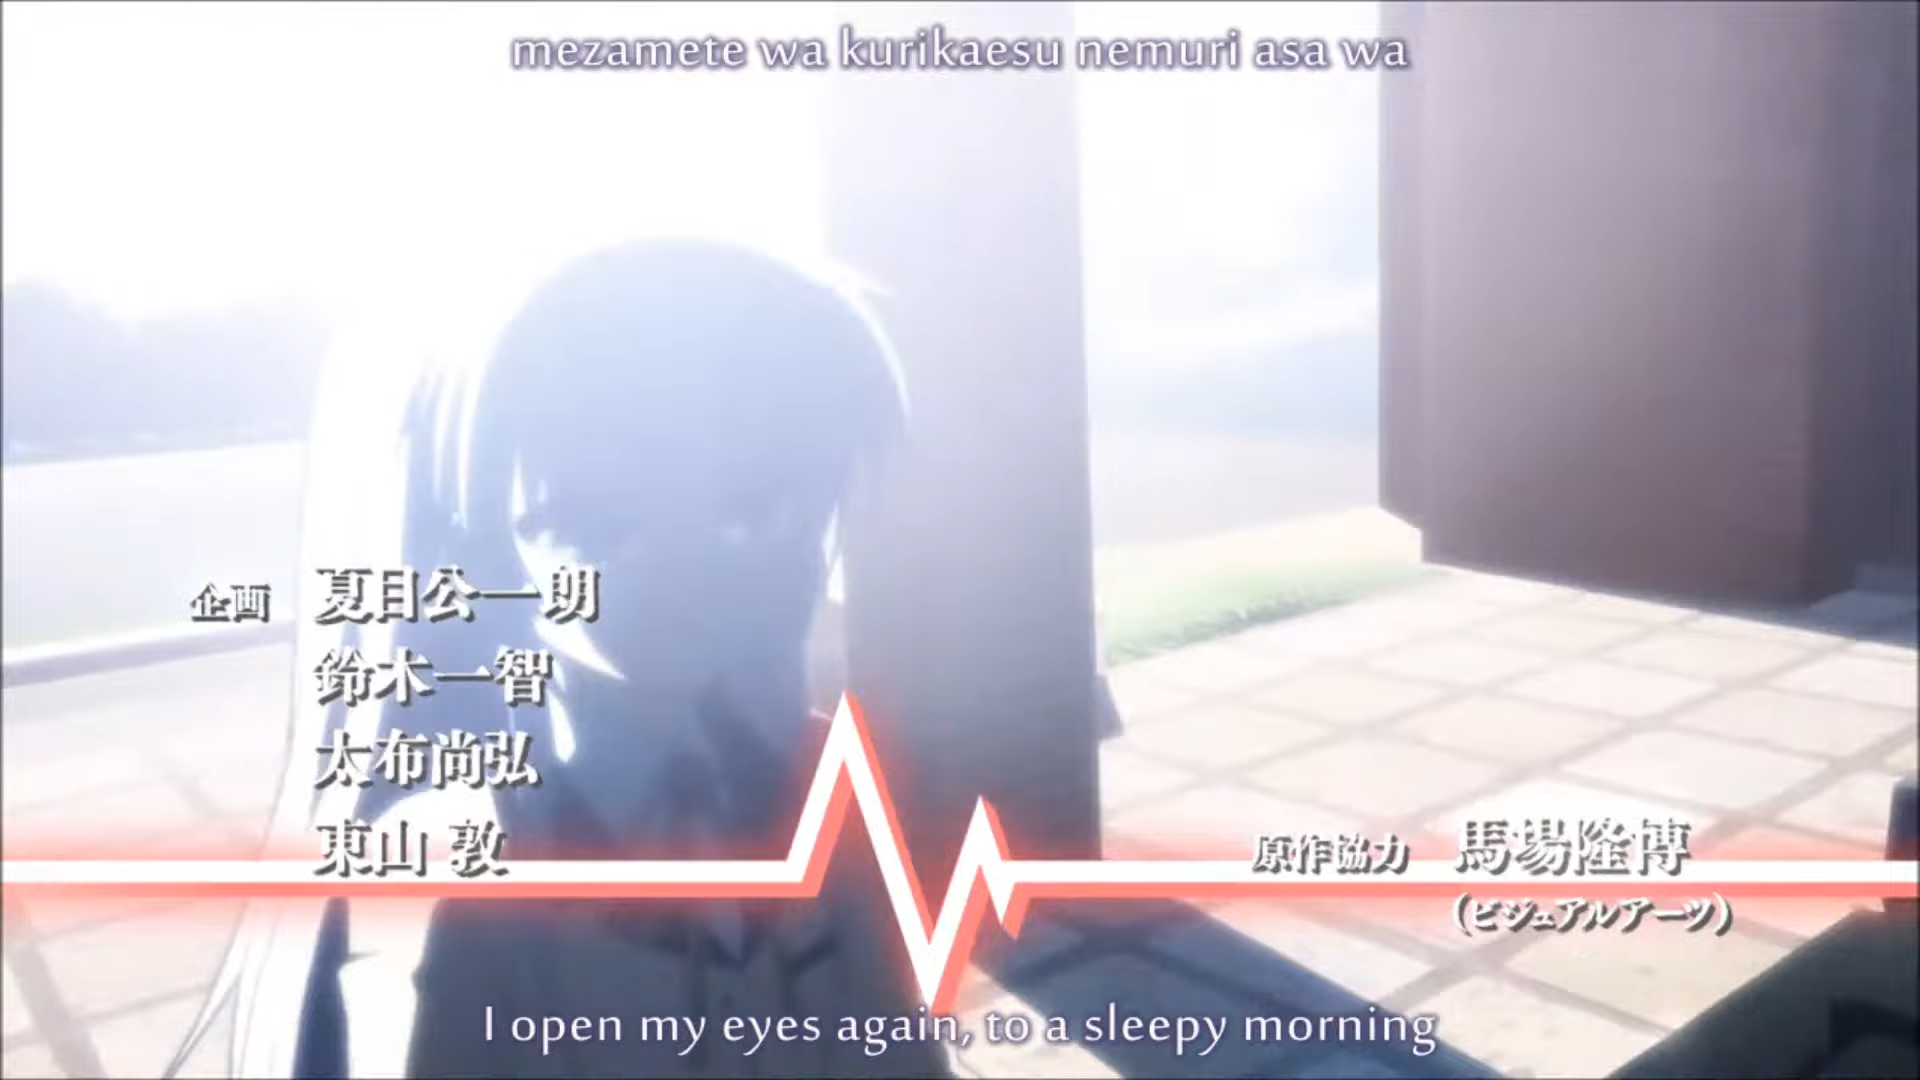 mezamete wa kurikaesu nemuri asa wa
企画 夏目公一朗
鈴木一智
太布尚弘
東山 敦
原作協力 馬場隆博
(ビジュアルアーツ)
I open my eyes again, to a sleepy morning